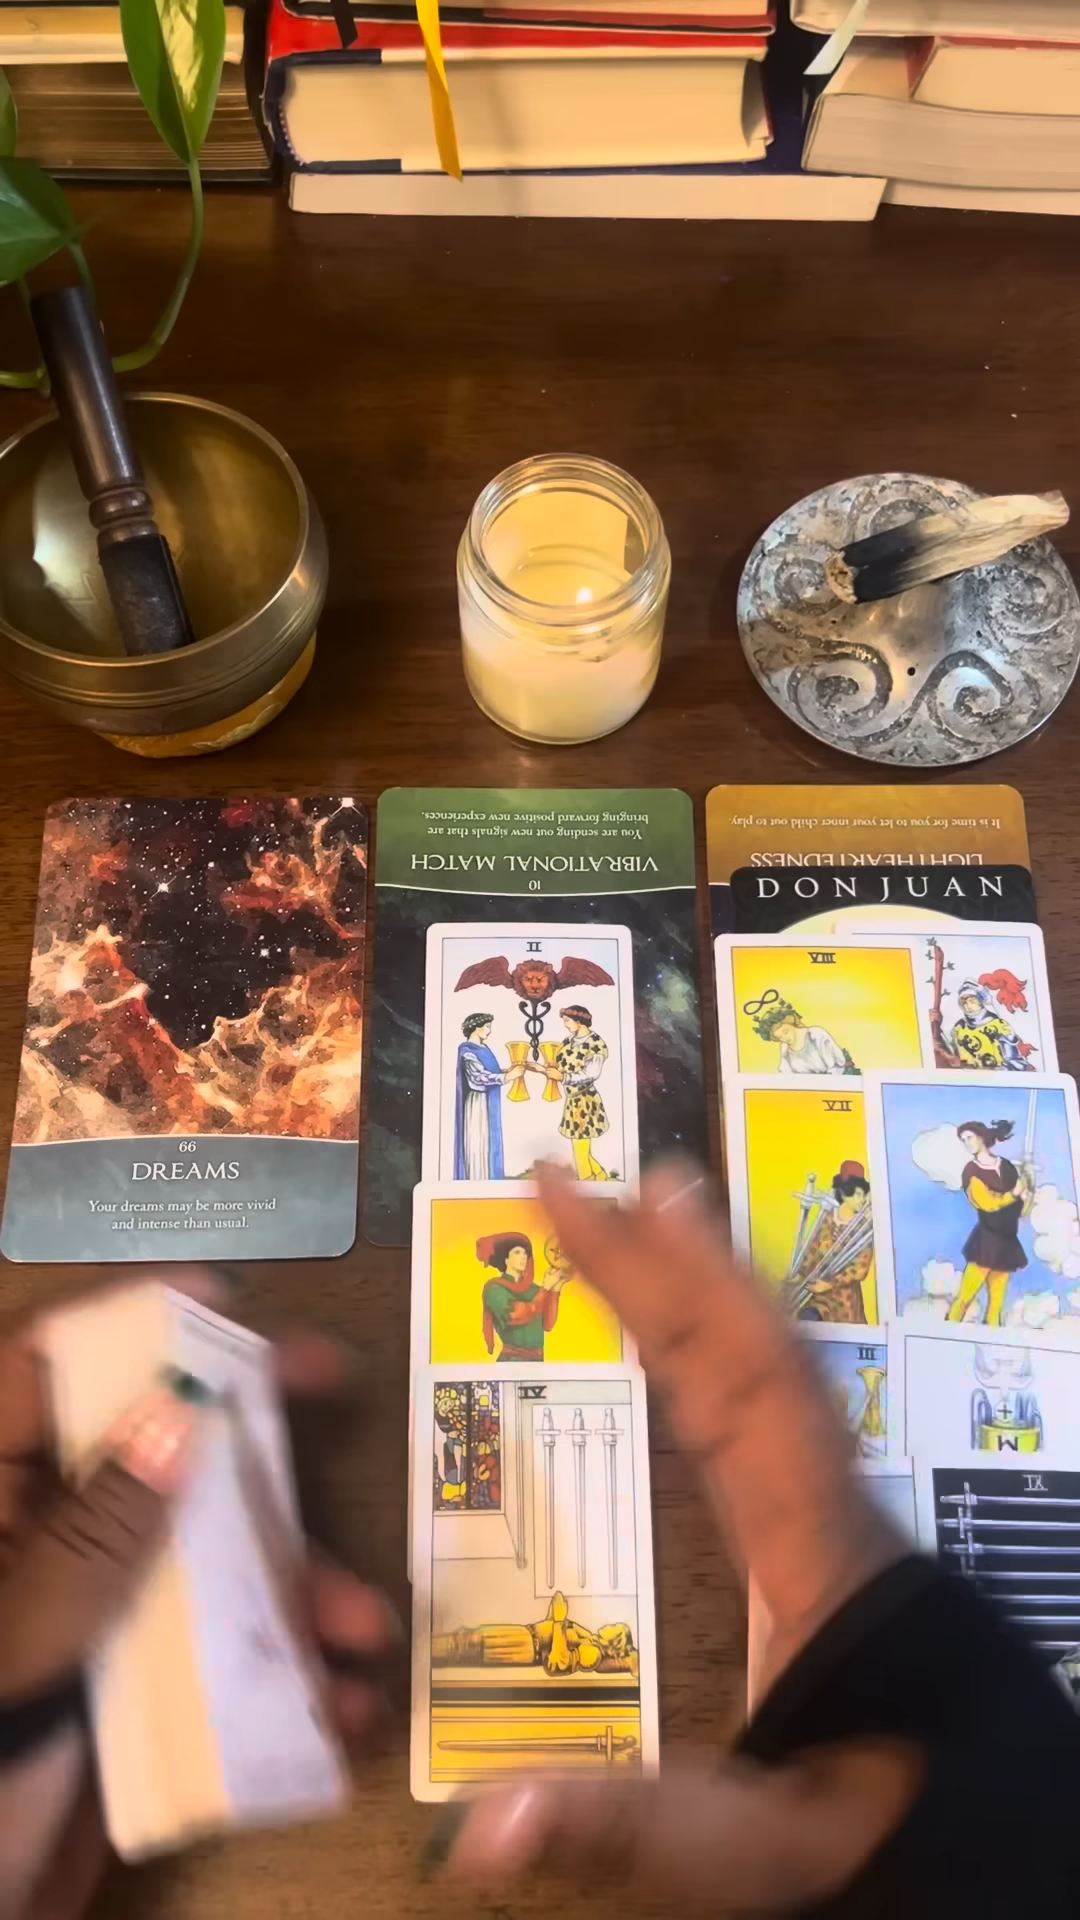 66
DREAMS
Your dreams may be more vivid
and intense than usual.
You are sending new out new signals that are
bringing forward positive new experiences.
VIBRATIONAL MATCH
10
II
IV
It is time for you to let your inner child out to play.
LIGHTHEARTEDNESS
DON JUAN
VIII
VII
III
IX